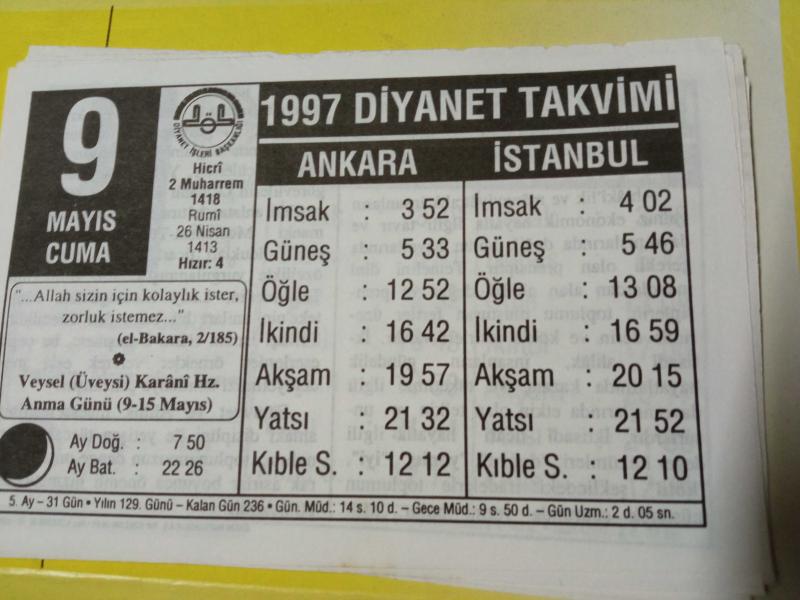 9
MAYIS
CUMA
DİYANET İŞLERİ BAŞKANLIĞI
Hicrî
2 Muharrem
1418
Rumî
26 Nisan
1413
Hızır: 4
"...Allah sizin için kolaylık ister,
zorluk istemez..."
(el-Bakara, 2/185)
Veysel (Üveysi) Karânî Hz.
Anma Günü (9-15 Mayıs)
Ay Doğ. : 7 50
Ay Bat. : 22 26
1997 DİYANET TAKVİMİ
ANKARA
İmsak : 3 52
Güneş : 5 33
Öğle : 12 52
İkindi : 16 42
Akşam : 19 57
Yatsı : 21 32
Kıble S. : 12 12
İSTANBUL
İmsak : 4 02
Güneş : 5 46
Öğle : 13 08
İkindi : 16 59
Akşam : 20 15
Yatsı : 21 52
Kıble S. : 12 10
5. Ay – 31 Gün • Yılın 129. Günü – Kalan Gün 236 • Gün. Müd.: 14 s. 10 d. – Gece Müd.: 9 s. 50 d. – Gün Uzm.: 2 d. 05 sn.